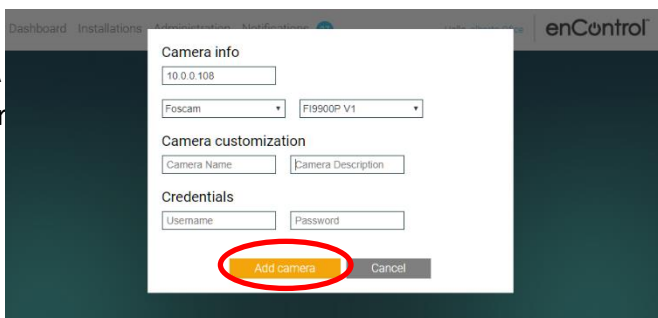 Dashboard Installations Administration Notifications
enControl
Camera info
10.0.0.108
Foscam FI9900P V1
Camera customization
Camera Name Camera Description
Credentials
Username Password
Add camera Cancel